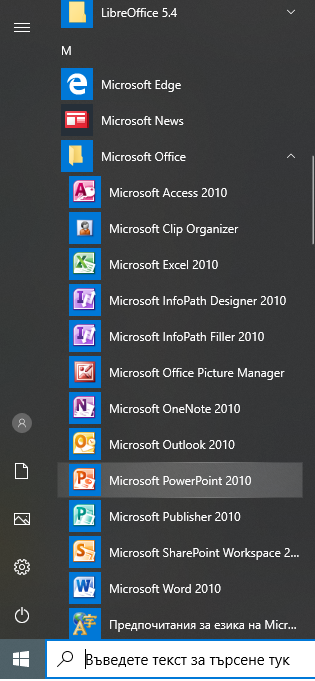 LibreOffice 5.4
M
Microsoft Edge
Microsoft News
Microsoft Office
Microsoft Access 2010
Microsoft Clip Organizer
Microsoft Excel 2010
Microsoft InfoPath Designer 2010
Microsoft InfoPath Filler 2010
Microsoft Office Picture Manager
Microsoft OneNote 2010
Microsoft Outlook 2010
Microsoft PowerPoint 2010
Microsoft Publisher 2010
Microsoft SharePoint Workspace 2...
Microsoft Word 2010
Предпочитания за езика на Micr...
Въведете текст за търсене тук